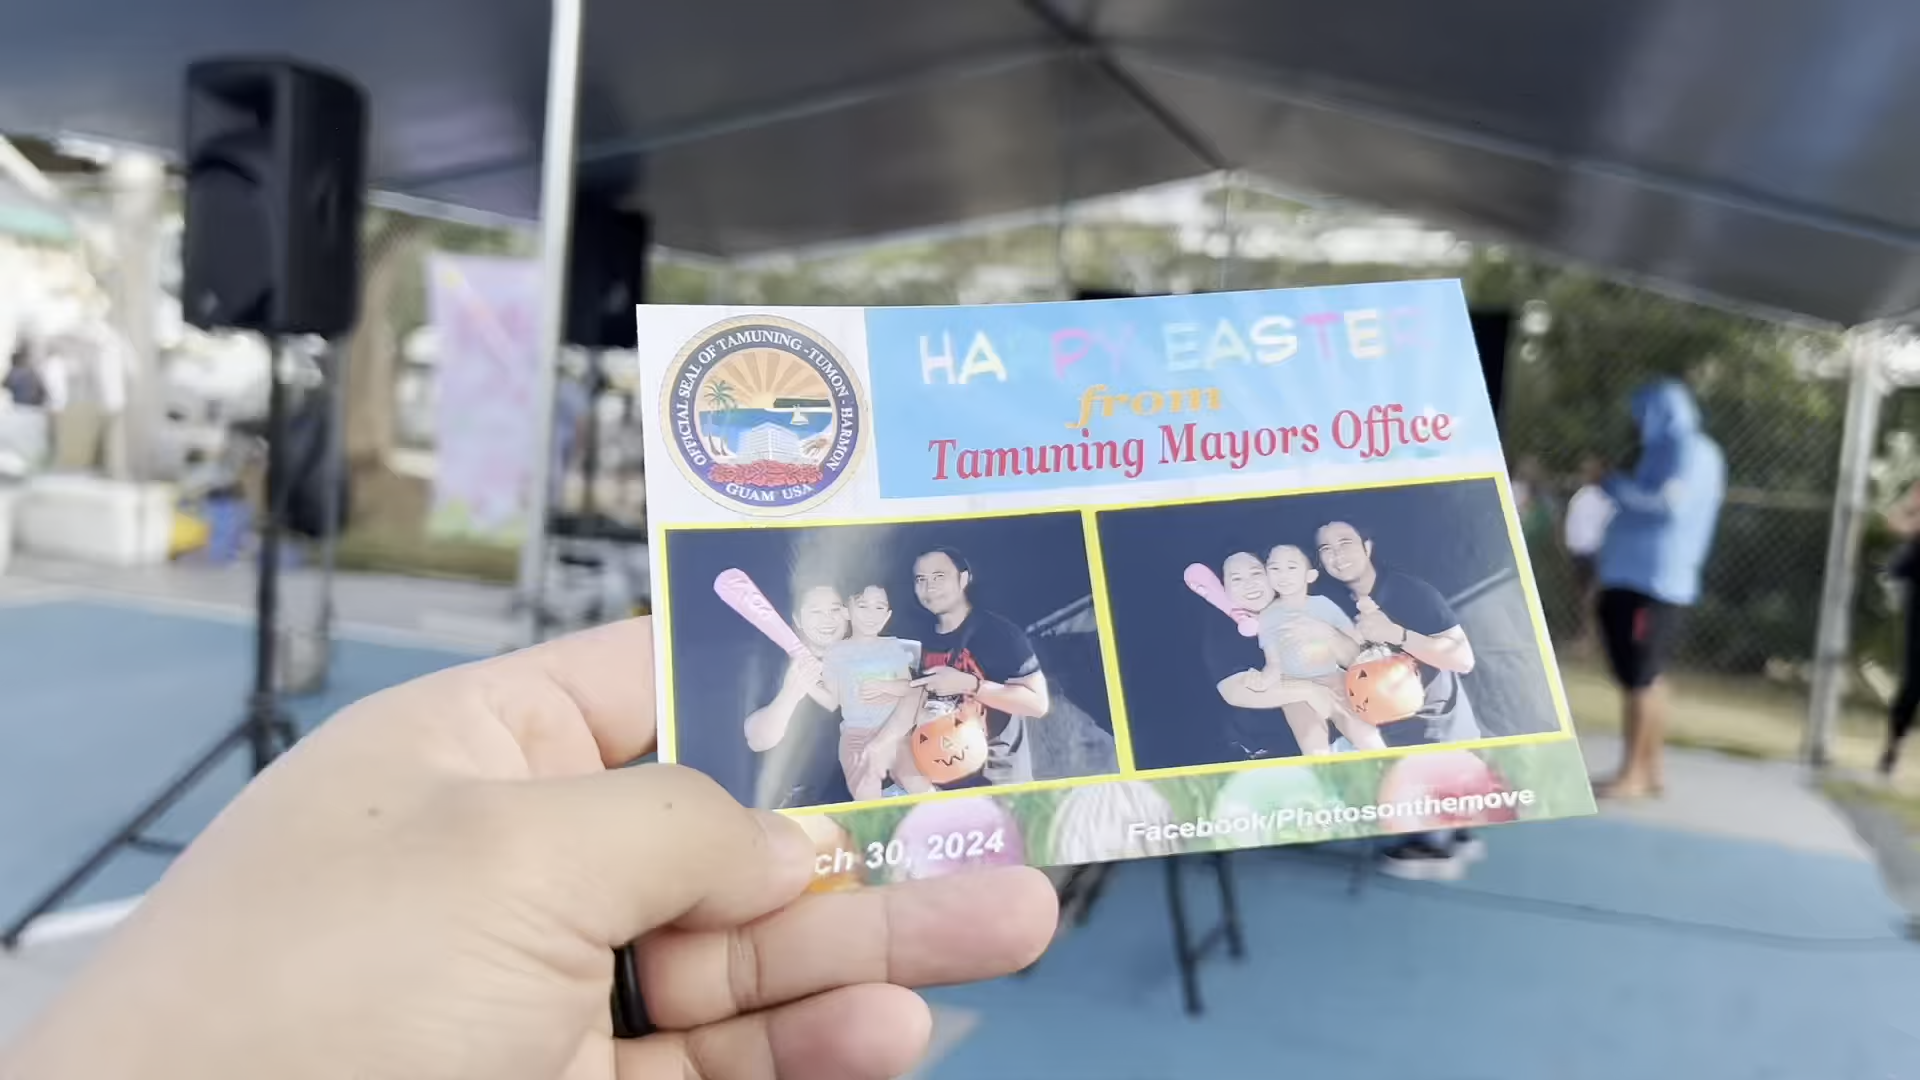 OFFICIAL SEAL OF TAMUNING - TUMON - HARMON
GUAM USA
HAPPY EASTER
from
Tamuning Mayors Office
ch 30, 2024
Facebook/Photosonthemove